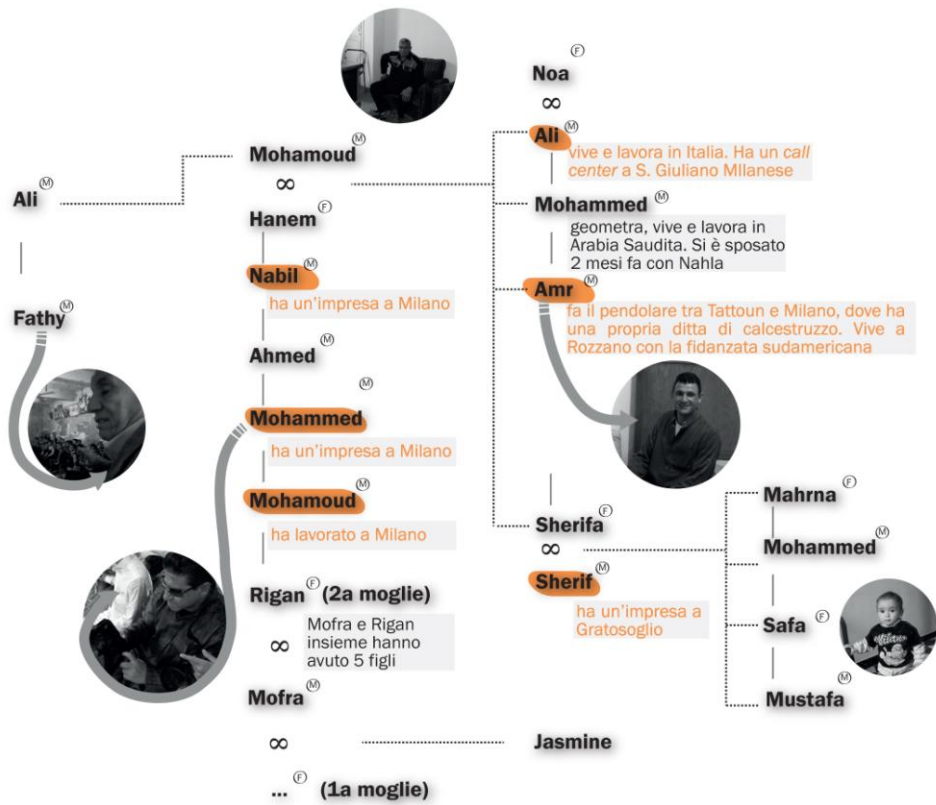 Ali M
Fathy M
Mohamoud M
∞
Hanem F
Nabil M
ha un'impresa a Milano
Ahmed M
Mohammed M
ha un'impresa a Milano
Mohamoud M
ha lavorato a Milano
Rigan F (2a moglie)
∞
Mofra e Rigan
insieme hanno
avuto 5 figli
Mofra M
∞
... F (1a moglie)
Noa F
∞
Ali M
vive e lavora in Italia. Ha un call
center a S. Giuliano MIlanese
Mohammed M
geometra, vive e lavora in
Arabia Saudita. Si è sposato
2 mesi fa con Nahla
Amr M
fa il pendolare tra Tattoun e Milano, dove ha
una propria ditta di calcestruzzo. Vive a
Rozzano con la fidanzata sudamericana
Sherifa F
∞
Sherif M
ha un'impresa a
Gratosoglio
Jasmine
Mahrna F
Mohammed M
Safa F
Mustafa M